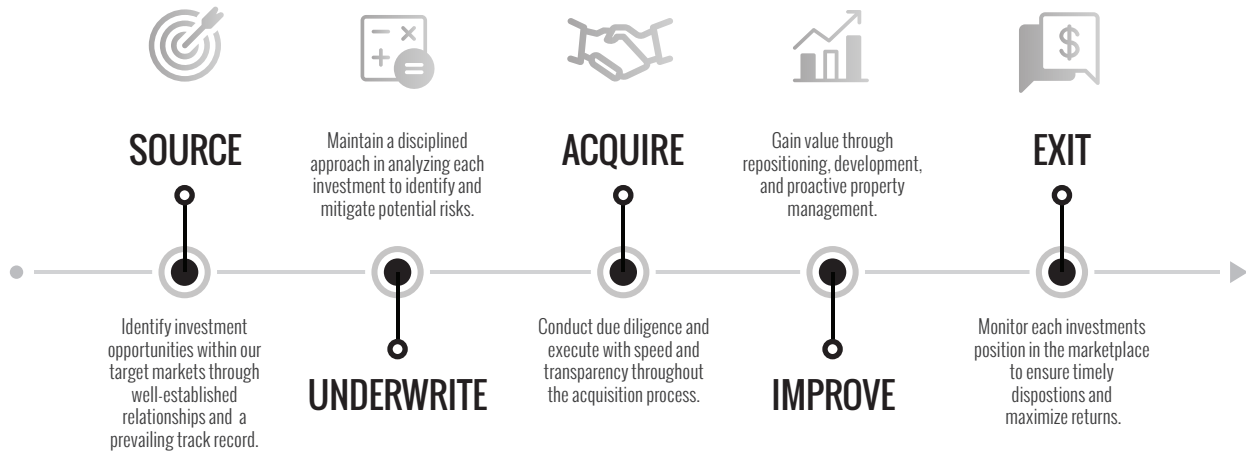 SOURCE
Identify investment
opportunities within our
target markets through
well-established
relationships and a
prevailing track record.
Maintain a disciplined
approach in analyzing each
investment to identify and
mitigate potential risks.
UNDERWRITE
ACQUIRE
Conduct due diligence and
execute with speed and
transparency throughout
the acquisition process.
Gain value through
repositioning, development,
and proactive property
management.
IMPROVE
$
EXIT
Monitor each investments
position in the marketplace
to ensure timely
dispostions and
maximize returns.